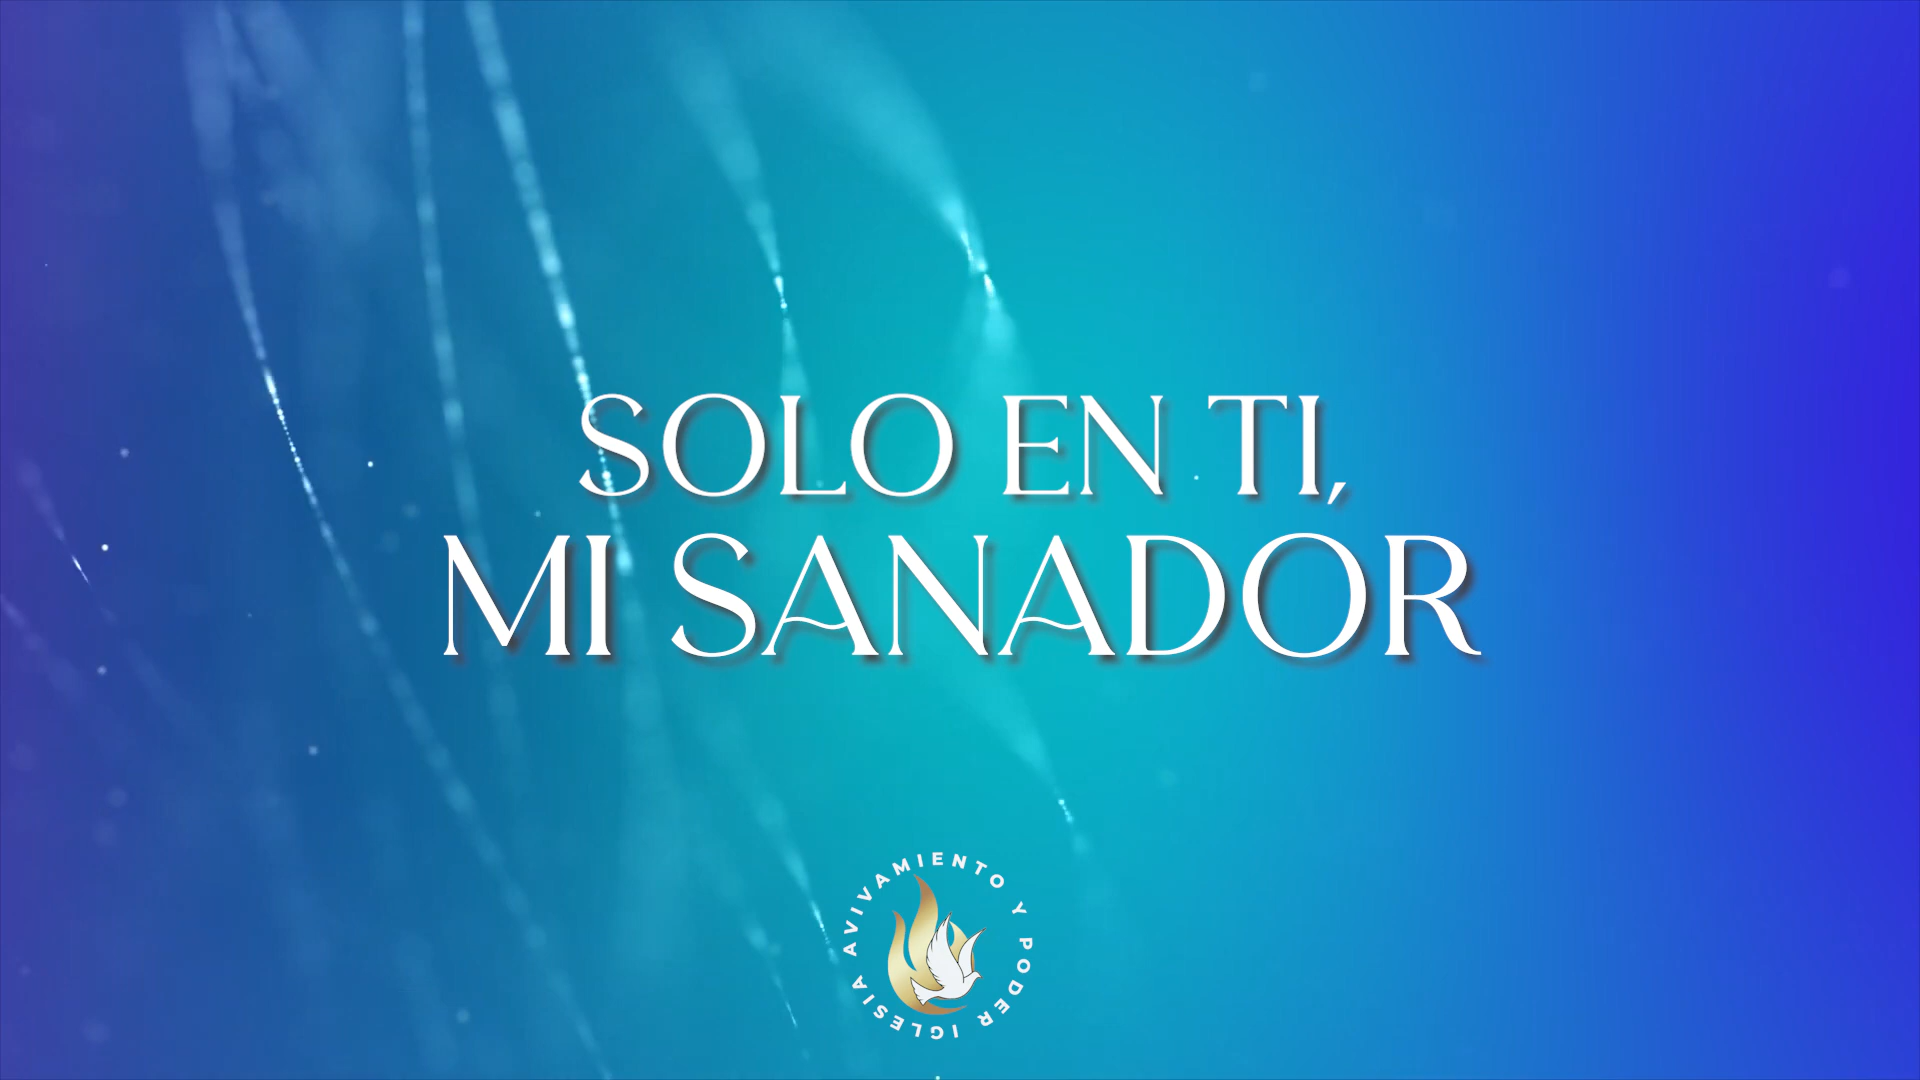 SOLO EN TI,
MI SANADOR
IGLESIA AVIVAMIENTO Y PODER